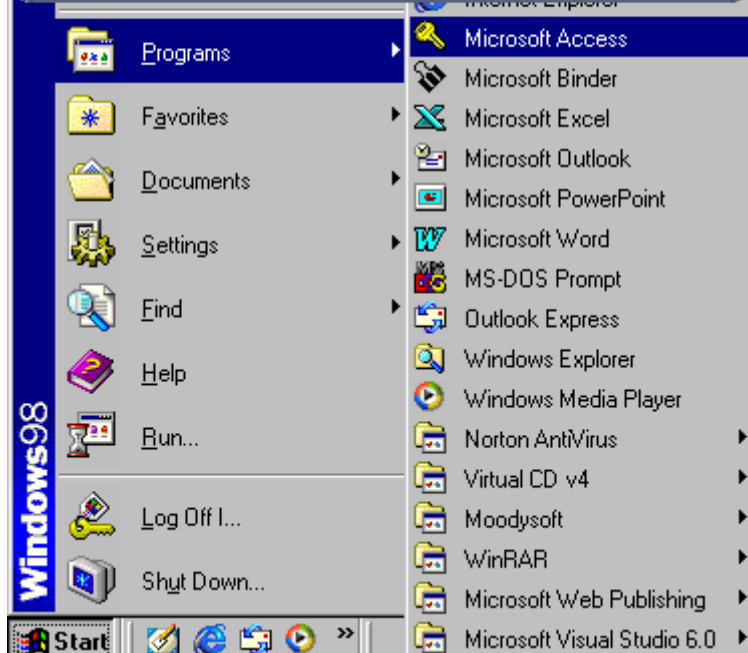 Programs
Favorites
Documents
Settings
Find
Help
Run...
Log Off I...
Shut Down...
Windows98
Start
»
Internet Explorer
Microsoft Access
Microsoft Binder
Microsoft Excel
Microsoft Outlook
Microsoft PowerPoint
Microsoft Word
MS-DOS Prompt
Outlook Express
Windows Explorer
Windows Media Player
Norton AntiVirus
Virtual CD v4
Moodysoft
WinRAR
Microsoft Web Publishing
Microsoft Visual Studio 6.0